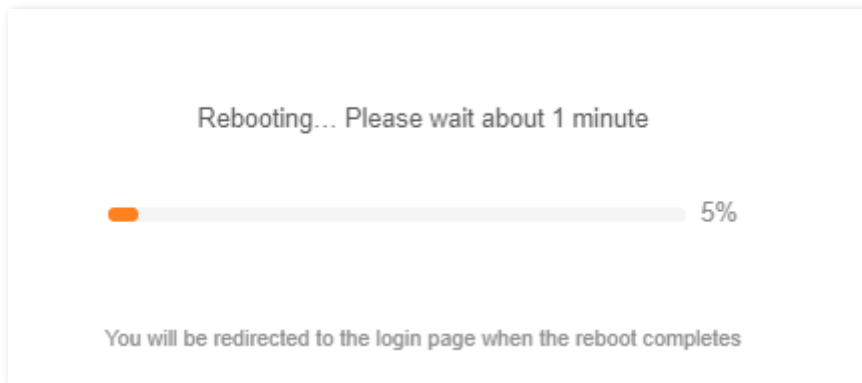 Rebooting... Please wait about 1 minute
5%
You will be redirected to the login page when the reboot completes